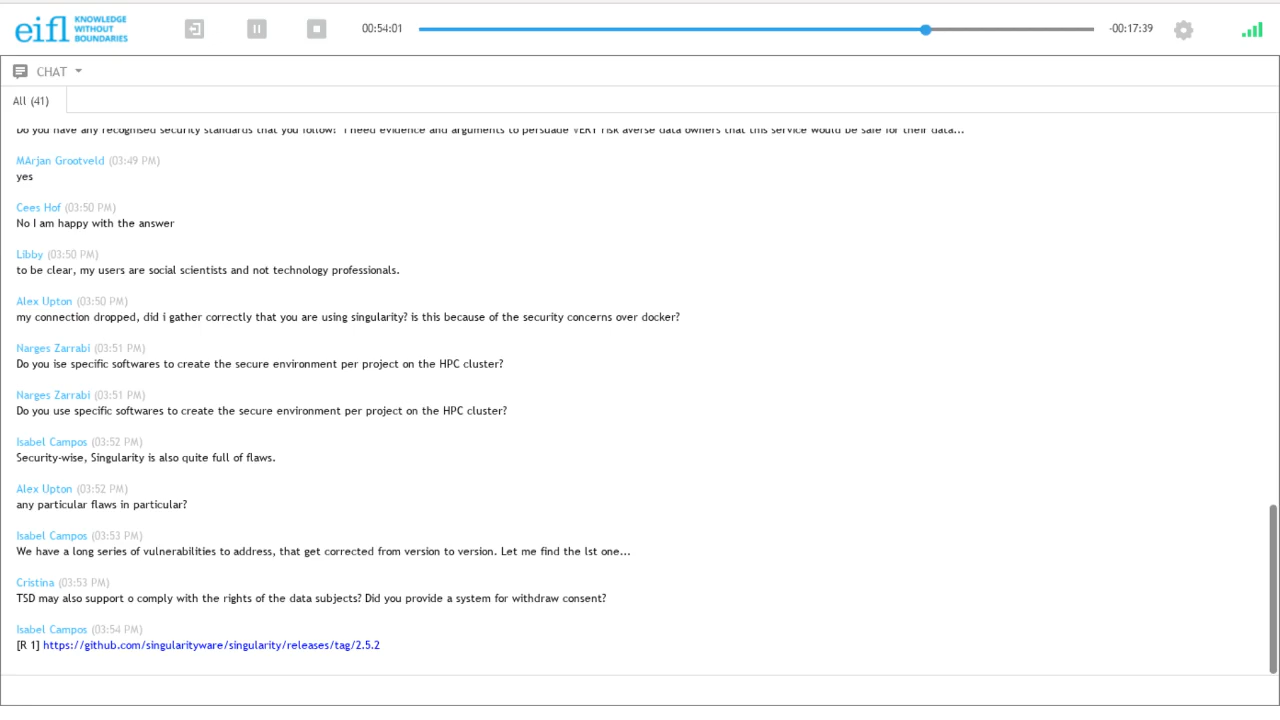 eifl KNOWLEDGE
WITHOUT
BOUNDARIES
00:54:01
-00:17:39
CHAT
All (41)
Do you have any recognised security standards that you follow? I need evidence and arguments to persuade VERY risk averse data owners that this service would be safe for their data...
MArjan Grootveld (03:49 PM)
yes
Cees Hof (03:50 PM)
No I am happy with the answer
Libby (03:50 PM)
to be clear, my users are social scientists and not technology professionals.
Alex Upton (03:50 PM)
my connection dropped, did i gather correctly that you are using singularity? is this because of the security concerns over docker?
Narges Zarrabi (03:51 PM)
Do you ise specific softwares to create the secure environment per project on the HPC cluster?
Narges Zarrabi (03:51 PM)
Do you use specific softwares to create the secure environment per project on the HPC cluster?
Isabel Campos (03:52 PM)
Security-wise, Singularity is also quite full of flaws.
Alex Upton (03:52 PM)
any particular flaws in particular?
Isabel Campos (03:53 PM)
We have a long series of vulnerabilities to address, that get corrected from version to version. Let me find the lst one...
Cristina (03:53 PM)
TSD may also support o comply with the rights of the data subjects? Did you provide a system for withdraw consent?
Isabel Campos (03:54 PM)
[R 1] https://github.com/singularityware/singularity/releases/tag/2.5.2